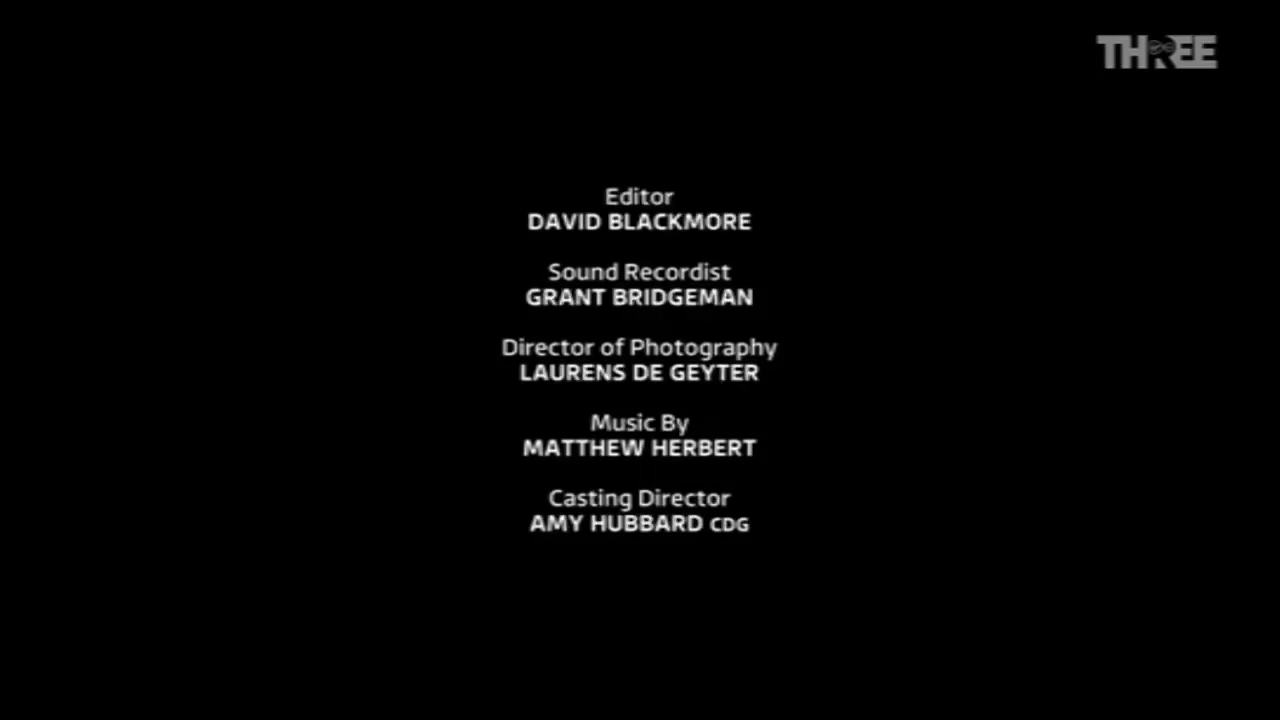 THREE
Editor
DAVID BLACKMORE
Sound Recordist
GRANT BRIDGEMAN
Director of Photography
LAURENS DE GEYTER
Music By
MATTHEW HERBERT
Casting Director
AMY HUBBARD CDG